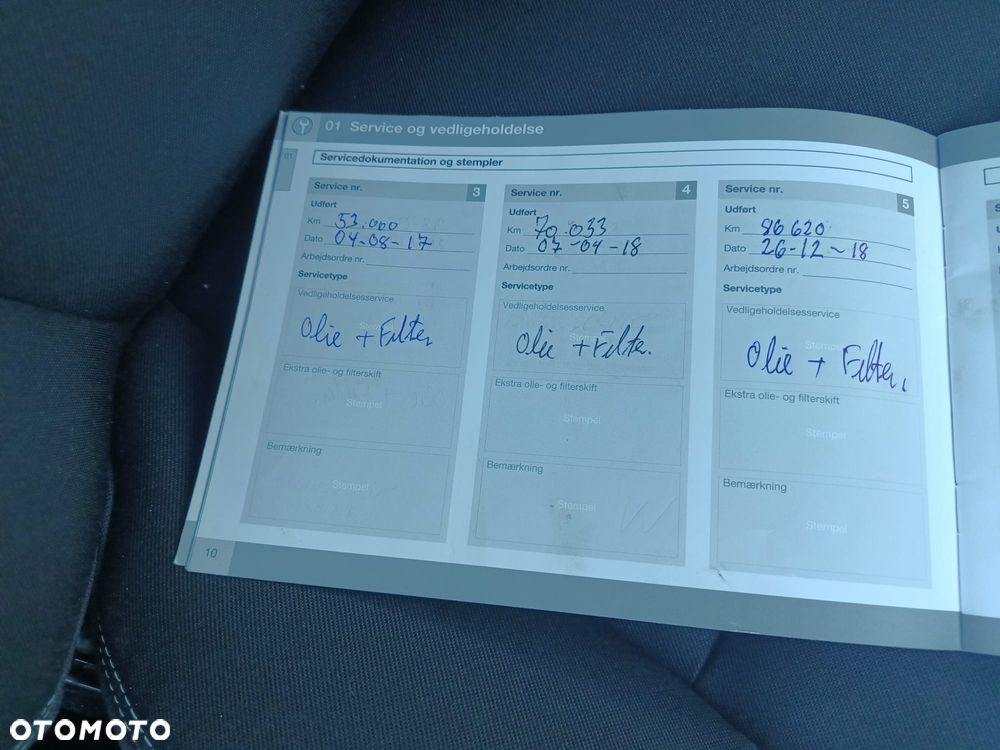 01 Service og vedligeholdelse
01
Servicedokumentation og stempler
Service nr. 3
Udført
Km 53.000
Dato 04-08-17
Arbejdsordre nr.
Servicetype
Vedligeholdelsesservice
Olie + Filter
Ekstra olie- og filterskift
Stempel
Bemærkning
Stempel
Service nr. 4
Udført
Km 70.033
Dato 07-04-18
Arbejdsordre nr.
Servicetype
Vedligeholdelsesservice
Olie + Filter.
Ekstra olie- og filterskift
Stempel
Bemærkning
Stempel
Service nr. 5
Udført
Km 86620
Dato 26-12-18
Arbejdsordre nr.
Servicetype
Vedligeholdelsesservice
Stempel
Olie + Filter.
Ekstra olie- og filterskift
Stempel
Bemærkning
Stempel
10
OTOMOTO